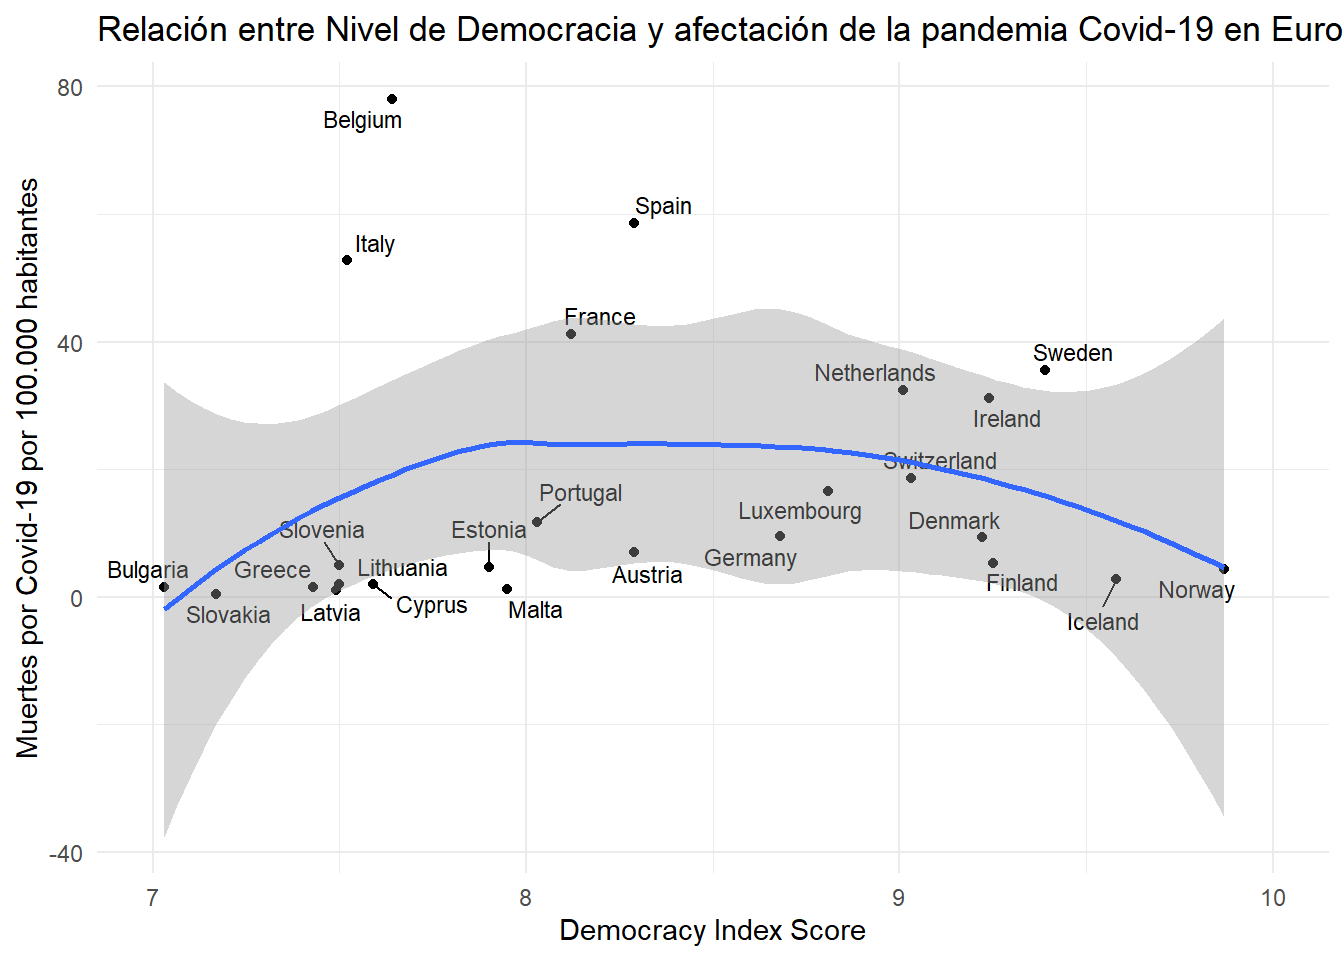 Relación entre Nivel de Democracia y afectación de la pandemia Covid-19 en Euro
Muertes por Covid-19 por 100.000 habitantes
80
40
0
-40
Belgium
Spain
Italy
France
Sweden
Netherlands
Ireland
Switzerland
Portugal
Luxembourg
Denmark
Slovenia
Estonia
Germany
Bulgaria
Greece
Lithuania
Austria
Finland
Norway
Slovakia
Latvia
Cyprus
Malta
Iceland
7
8
9
10
Democracy Index Score